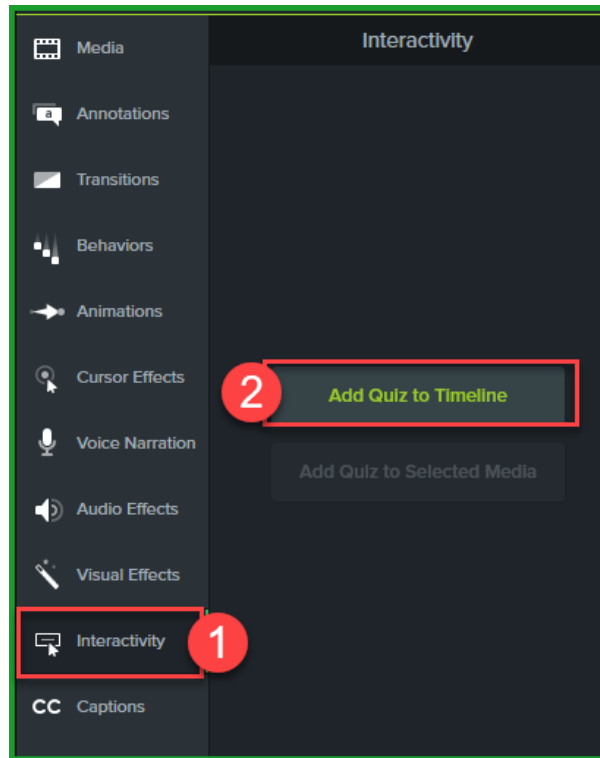 Media
Annotations
Transitions
Behaviors
Animations
Cursor Effects
Voice Narration
Audio Effects
Visual Effects
Interactivity
1
CC Captions
Interactivity
2
Add Quiz to Timeline
Add Quiz to Selected Media
a